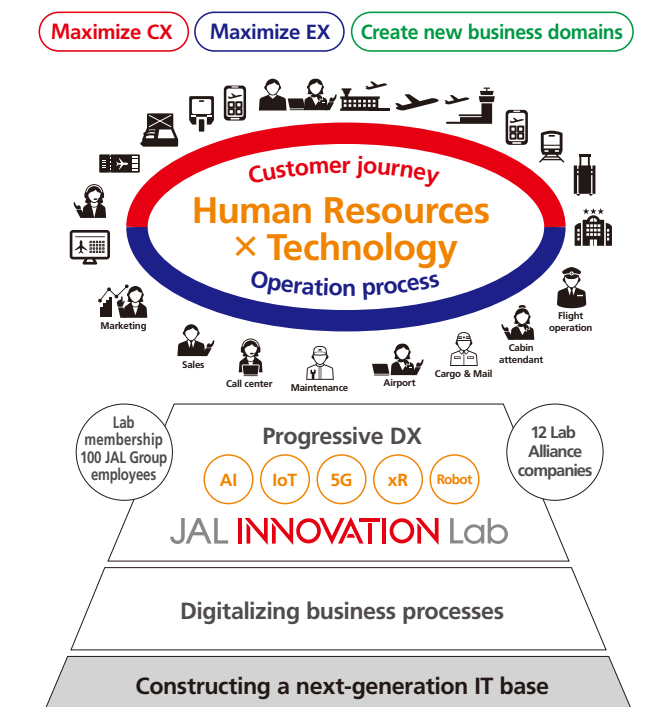 Maximize CX
Maximize EX
Create new business domains
Customer journey
Human Resources
× Technology
Operation process
Marketing
Sales
Call center
Maintenance
Airport
Cargo & Mail
Cabin
attendant
Flight
operation
Lab
membership
100 JAL Group
employees
Progressive DX
12 Lab
Alliance
companies
AI
IoT
5G
xR
Robot
JAL INNOVATION Lab
Digitalizing business processes
Constructing a next-generation IT base